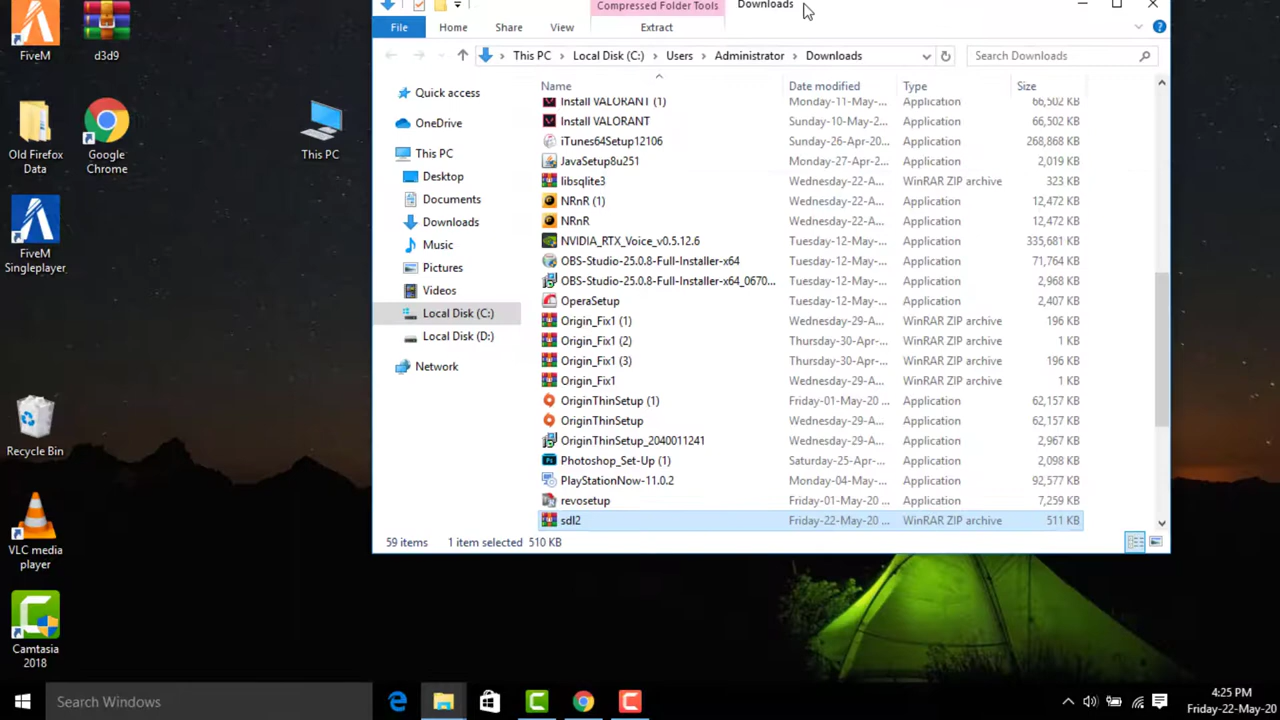 Compressed Folder Tools Downloads
File Home Share View Extract
This PC Local Disk (C:) Users Administrator Downloads Search Downloads
Name Date modified Type Size
Install VALORANT (1) Monday-11-May-... Application 66,502 KB
Install VALORANT Sunday-10-May-2... Application 66,502 KB
iTunes64Setup12106 Sunday-26-Apr-20... Application 268,868 KB
JavaSetup8u251 Monday-27-Apr-2... Application 2,019 KB
libsqlite3 Wednesday-22-A... WinRAR ZIP archive 323 KB
NRnR (1) Wednesday-22-A... Application 12,472 KB
NRnR Wednesday-22-A... Application 12,472 KB
NVIDIA_RTX_Voice_v0.5.12.6 Tuesday-12-May-... Application 335,681 KB
OBS-Studio-25.0.8-Full-Installer-x64 Tuesday-12-May-... Application 71,764 KB
OBS-Studio-25.0.8-Full-Installer-x64_0670... Tuesday-12-May-... Application 2,968 KB
OperaSetup Tuesday-12-May-... Application 2,407 KB
Origin_Fix1 (1) Wednesday-29-A... WinRAR ZIP archive 196 KB
Origin_Fix1 (2) Thursday-30-Apr-... WinRAR ZIP archive 1 KB
Origin_Fix1 (3) Thursday-30-Apr-... WinRAR ZIP archive 196 KB
Origin_Fix1 Wednesday-29-A... WinRAR ZIP archive 1 KB
OriginThinSetup (1) Friday-01-May-20 ... Application 62,157 KB
OriginThinSetup Wednesday-29-A... Application 62,157 KB
OriginThinSetup_2040011241 Wednesday-29-A... Application 2,967 KB
Photoshop_Set-Up (1) Saturday-25-Apr-... Application 2,098 KB
PlayStationNow-11.0.2 Monday-04-May-... Application 92,577 KB
revosetup Friday-01-May-20 ... Application 7,259 KB
sdl2 Friday-22-May-20 ... WinRAR ZIP archive 511 KB
59 items 1 item selected 510 KB
Quick access
OneDrive
This PC
Desktop
Documents
Downloads
Music
Pictures
Videos
Local Disk (C:)
Local Disk (D:)
Network
FiveM
d3d9
Old Firefox
Data
Google
Chrome
This PC
FiveM
Singleplayer
Recycle Bin
VLC media
player
Camtasia
2018
Search Windows
4:25 PM
Friday-22-May-20